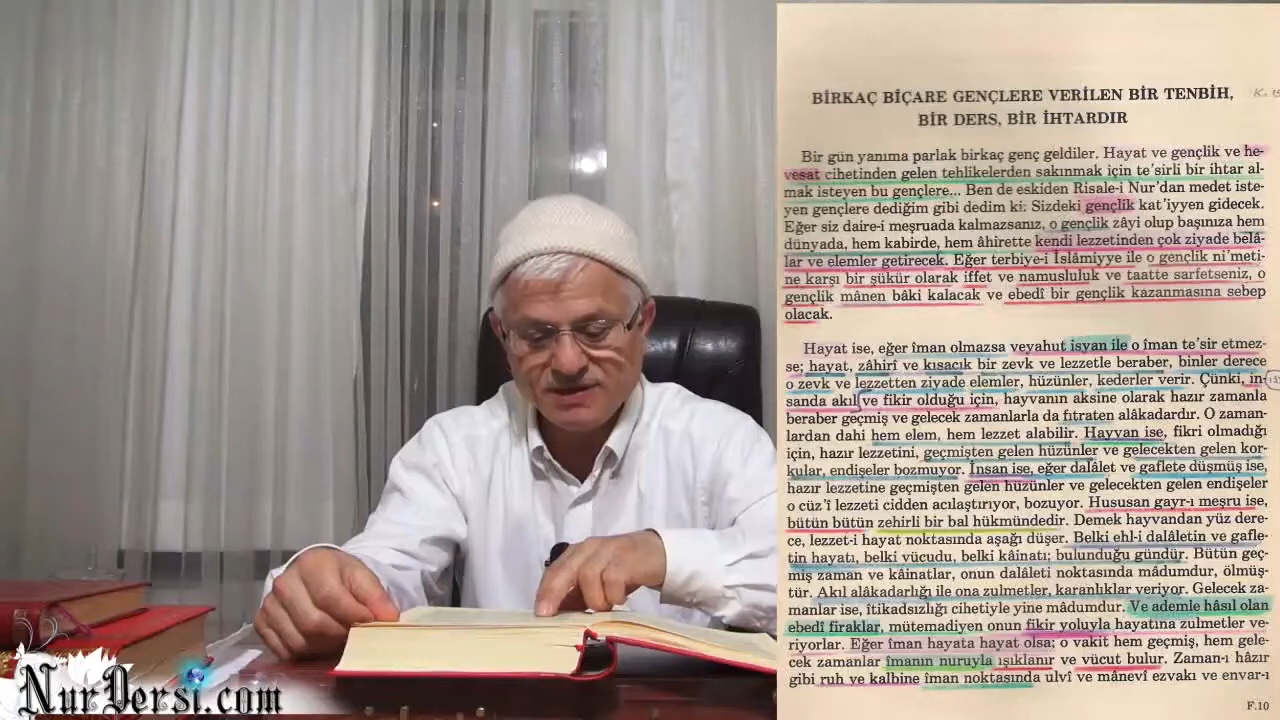 BİRKAÇ BİÇARE GENÇLERE VERİLEN BİR TENBİH,
BİR DERS, BİR İHTARDIR
Bir gün yanıma parlak birkaç genç geldiler. Hayat ve gençlik ve he-
vesat cihetinden gelen tehlikelerden sakınmak için te'sirli bir ihtar al-
mak isteyen bu gençlere... Ben de eskiden Risale-i Nur'dan medet iste-
yen gençlere dediğim gibi dedim ki: Sizdeki gençlik kat'iyyen gidecek.
Eğer siz daire-i meşruada kalmazsanız, o gençlik zâyi olup başınıza hem
dünyada, hem kabirde, hem âhirette kendi lezzetinden çok ziyade belâ-
lar ve elemler getirecek. Eğer terbiye-i İslâmiyye ile o gençlik ni'meti-
ne karşı bir şükür olarak iffet ve namusluluk ve taatte sarfetseniz, o
gençlik mânen bâki kalacak ve ebedî bir gençlik kazanmasına sebep
olacak.
Hayat ise, eğer îman olmazsa veyahut isyan ile o îman te'sir etmez-
se; hayat, zâhirî ve kısacık bir zevk ve lezzetle beraber, binler derece
o zevk ve lezzetten ziyade elemler, hüzünler, kederler verir. Çünki, in-
sanda akıl ve fikir olduğu için, hayvanın aksine olarak hazır zamanla
beraber geçmiş ve gelecek zamanlarla da fıtraten alâkadardır. O zaman-
lardan dahi hem elem, hem lezzet alabilir. Hayvan ise, fikri olmadığı
için, hazır lezzetini, geçmişten gelen hüzünler ve gelecekten gelen kor-
kular, endişeler bozmuyor. İnsan ise, eğer dalâlet ve gaflete düşmüş ise,
hazır lezzetine geçmişten gelen hüzünler ve gelecekten gelen endişeler
o cüz'î lezzeti cidden acılaştırıyor, bozuyor. Hususan gayr-ı meşru ise,
bütün bütün zehirli bir bal hükmündedir. Demek hayvandan yüz dere-
ce, lezzet-i hayat noktasında aşağı düşer. Belki ehl-i dalâletin ve gafle-
tin hayatı, belki vücudu, belki kâinatı; bulunduğu gündür. Bütün geç-
miş zaman ve kâinatlar, onun dalâleti noktasında mâdumdur, ölmüş-
tür. Akıl alâkadarlığı ile ona zulmetler, karanlıklar veriyor. Gelecek za-
manlar ise, îtikadsızlığı cihetiyle yine mâdumdur. Ve ademle hâsıl olan
ebedî firaklar, mütemadiyen onun fikir yoluyla hayatına zulmetler ve-
riyorlar. Eğer îman hayata hayat olsa; o vakit hem geçmiş, hem gele-
cek zamanlar îmanın nuruyla ışıklanır ve vücut bulur. Zaman-ı hâzır
gibi ruh ve kalbine îman noktasında ulvî ve mânevî ezvakı ve envar-ı
F.10
NurDersi.com